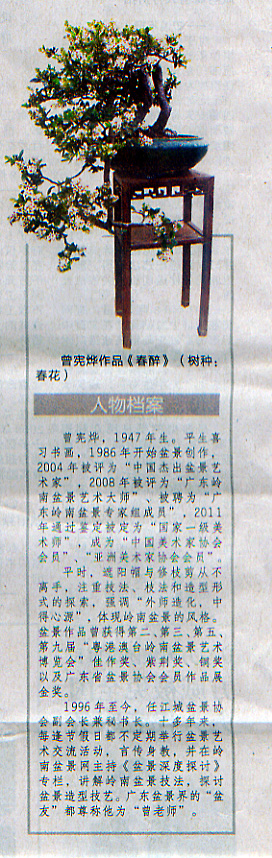 曾宪烨作品《春醉》（树种：
春花）
人物档案
曾宪烨，1947年生。平生喜
习书画，1986年开始盆景创作，
2004年被评为“中国杰出盆景艺
术家”，2008年被评为“广东岭
南盆景艺术大师”、被聘为“广
东岭南盆景专家组成员”，2011
年通过鉴定被定为“国家一级美
术师”，成为“中国美术家协会
会员”、“亚洲美术家协会会员”。
平时，遮阳帽与修枝剪从不
离手，注重技法、枝法和造型形
式的探索，强调“外师造化，中
得心源”，体现岭南盆景的风格。
盆景作品曾获得第二、第三、第五、
第九届“粤港澳台岭南盆景艺术
博览会”佳作奖、紫荆奖、铜奖
以及广东省盆景协会会员作品展
金奖。
1996年至今，任江城盆景协
会副会长兼秘书长。十多年来，
每逢节假日都不定期举行盆景艺
术交流活动，言传身教，并在岭
南盆景网主持《盆景深度探讨》
专栏，讲解岭南盆景技法，探讨
盆景造型技艺。广东盆景界的“盆
友”都尊称他为“曾老师”。